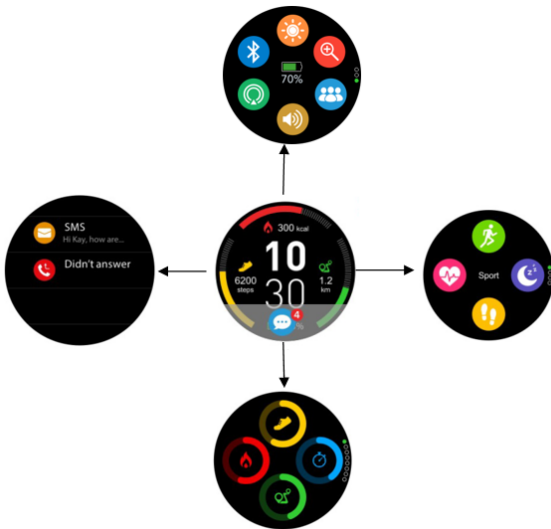 70%
SMS
Hi Kay, how are...
Didn't answer
300 kcal
10
30
6200
steps
1.2
km
4
%
Sport
zzz